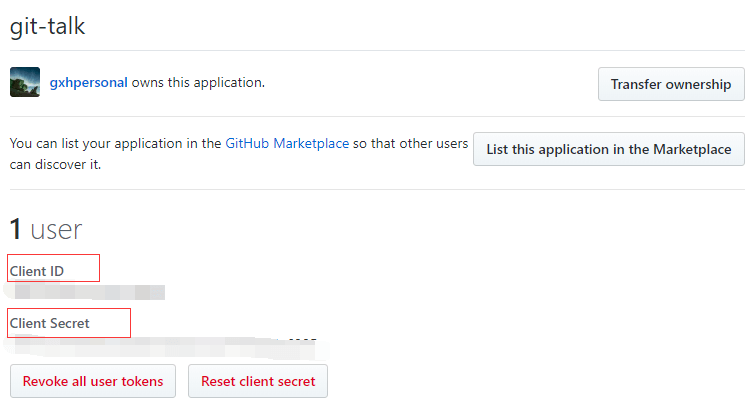 git-talk
gxhpersonal owns this application.
Transfer ownership
You can list your application in the GitHub Marketplace so that other users
can discover it.
List this application in the Marketplace
1 user
Client ID
Client Secret
Revoke all user tokens
Reset client secret